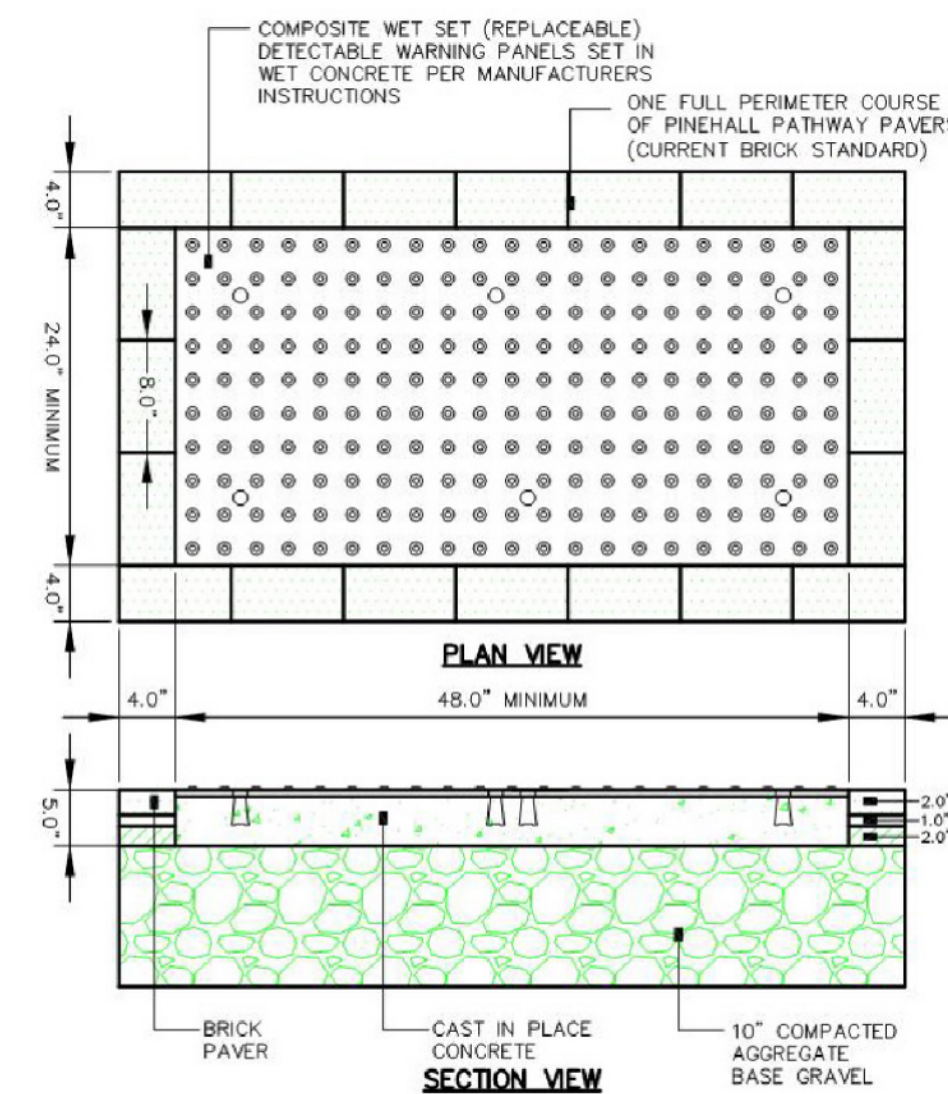 COMPOSITE WET SET (REPLACEABLE)
DETECTABLE WARNING PANELS SET IN
WET CONCRETE PER MANUFACTURERS
INSTRUCTIONS
ONE FULL PERIMETER COURSE
OF PINEHALL PATHWAY PAVERS
(CURRENT BRICK STANDARD)
4.0"
24.0" MINIMUM
8.0"
4.0"
PLAN VIEW
4.0"
48.0" MINIMUM
4.0"
5.0"
2.0"
1.0"
2.0"
BRICK
PAVER
CAST IN PLACE
CONCRETE
10" COMPACTED
AGGREGATE
BASE GRAVEL
SECTION VIEW